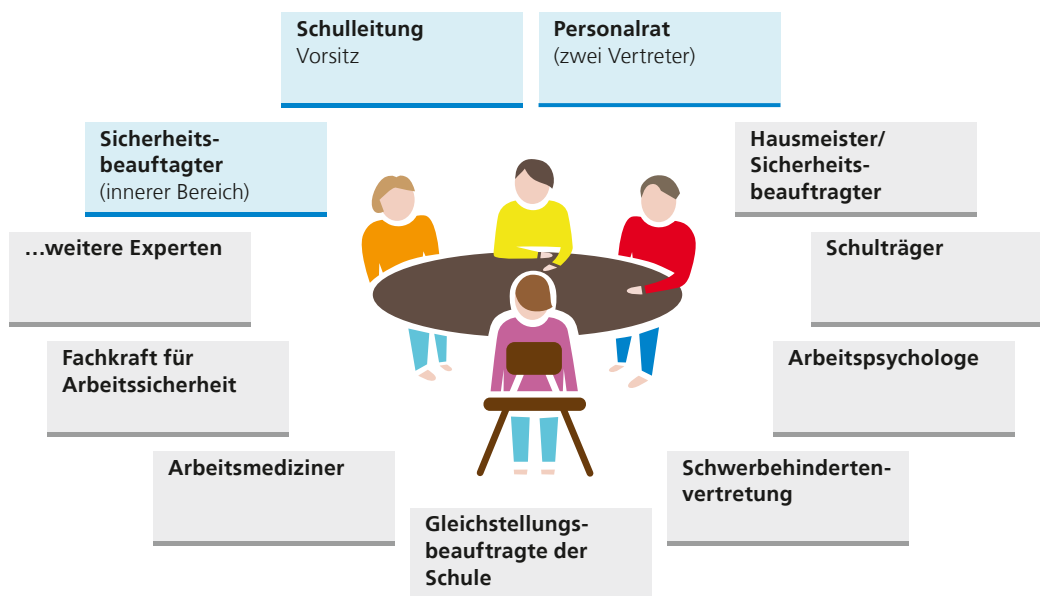 Schulleitung
Vorsitz
Personalrat
(zwei Vertreter)
Sicherheits-
beauftagter
(innerer Bereich)
Hausmeister/
Sicherheits-
beauftragter
...weitere Experten
Schulträger
Fachkraft für
Arbeitssicherheit
Arbeitspsychologe
Arbeitsmediziner
Schwerbehinderten-
vertretung
Gleichstellungs-
beauftragte der
Schule